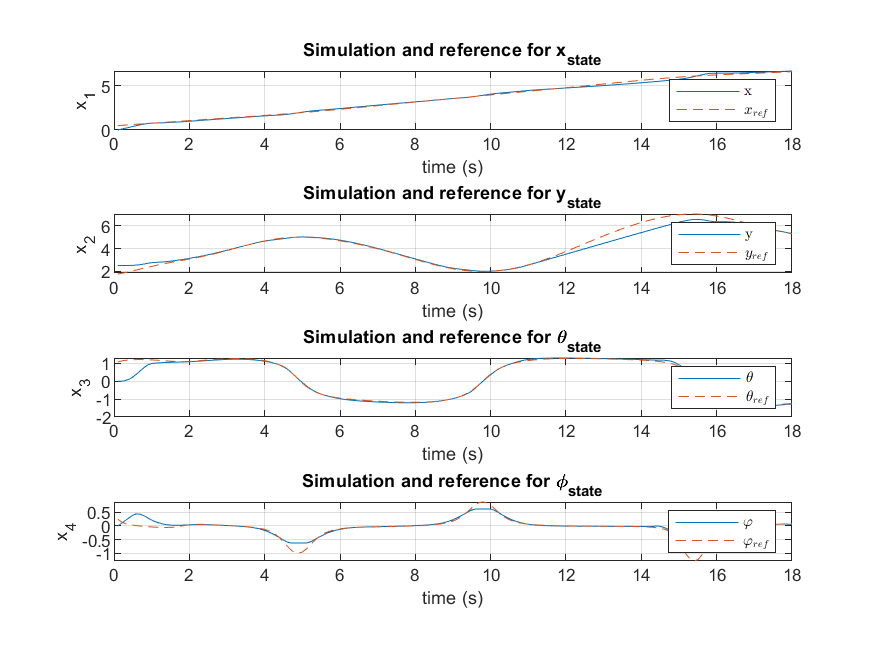 Simulation and reference for x_state
x_1
5
0
x
x_ref
0 2 4 6 8 10 12 14 16 18
time (s)
Simulation and reference for y_state
x_2
6
4
2
y
y_ref
0 2 4 6 8 10 12 14 16 18
time (s)
Simulation and reference for θ_state
x_3
1
0
-1
-2
θ
θ_ref
0 2 4 6 8 10 12 14 16 18
time (s)
Simulation and reference for ϕ_state
x_4
0.5
0
-0.5
-1
φ
φ_ref
0 2 4 6 8 10 12 14 16 18
time (s)